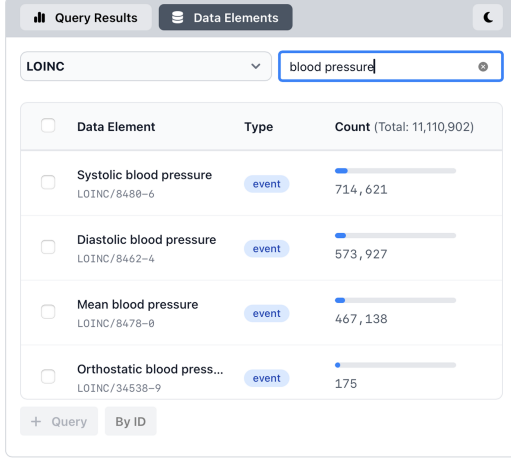 Query Results
Data Elements
LOINC
blood pressure
Data Element
Type
Count (Total: 11,110,902)
Systolic blood pressure
LOINC/8480-6
event
714,621
Diastolic blood pressure
LOINC/8462-4
event
573,927
Mean blood pressure
LOINC/8478-0
event
467,138
Orthostatic blood press...
LOINC/34538-9
event
175
+ Query
By ID